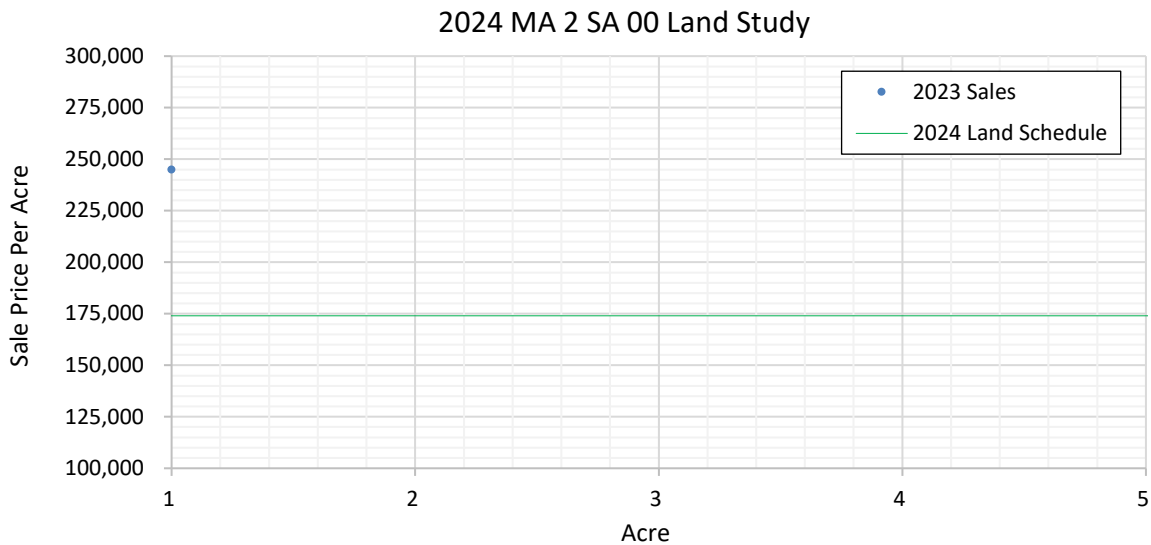 2024 MA 2 SA 00 Land Study
Sale Price Per Acre
300,000
275,000
250,000
225,000
200,000
175,000
150,000
125,000
100,000
2023 Sales
2024 Land Schedule
1 2 3 4 5
Acre